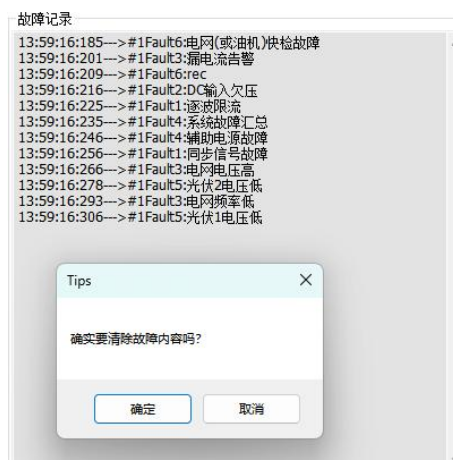 故障记录
13:59:16:185--->#1Fault6:电网(或油机)快检故障
13:59:16:201--->#1Fault3:漏电流告警
13:59:16:209--->#1Fault6:rec
13:59:16:216--->#1Fault2:DC输入欠压
13:59:16:225--->#1Fault1:逐波限流
13:59:16:235--->#1Fault4:系统故障汇总
13:59:16:246--->#1Fault4:辅助电源故障
13:59:16:256--->#1Fault1:同步信号故障
13:59:16:266--->#1Fault3:电网电压高
13:59:16:278--->#1Fault5:光伏2电压低
13:59:16:293--->#1Fault3:电网频率低
13:59:16:306--->#1Fault5:光伏1电压低
Tips
确实要清除故障内容吗?
确定
取消